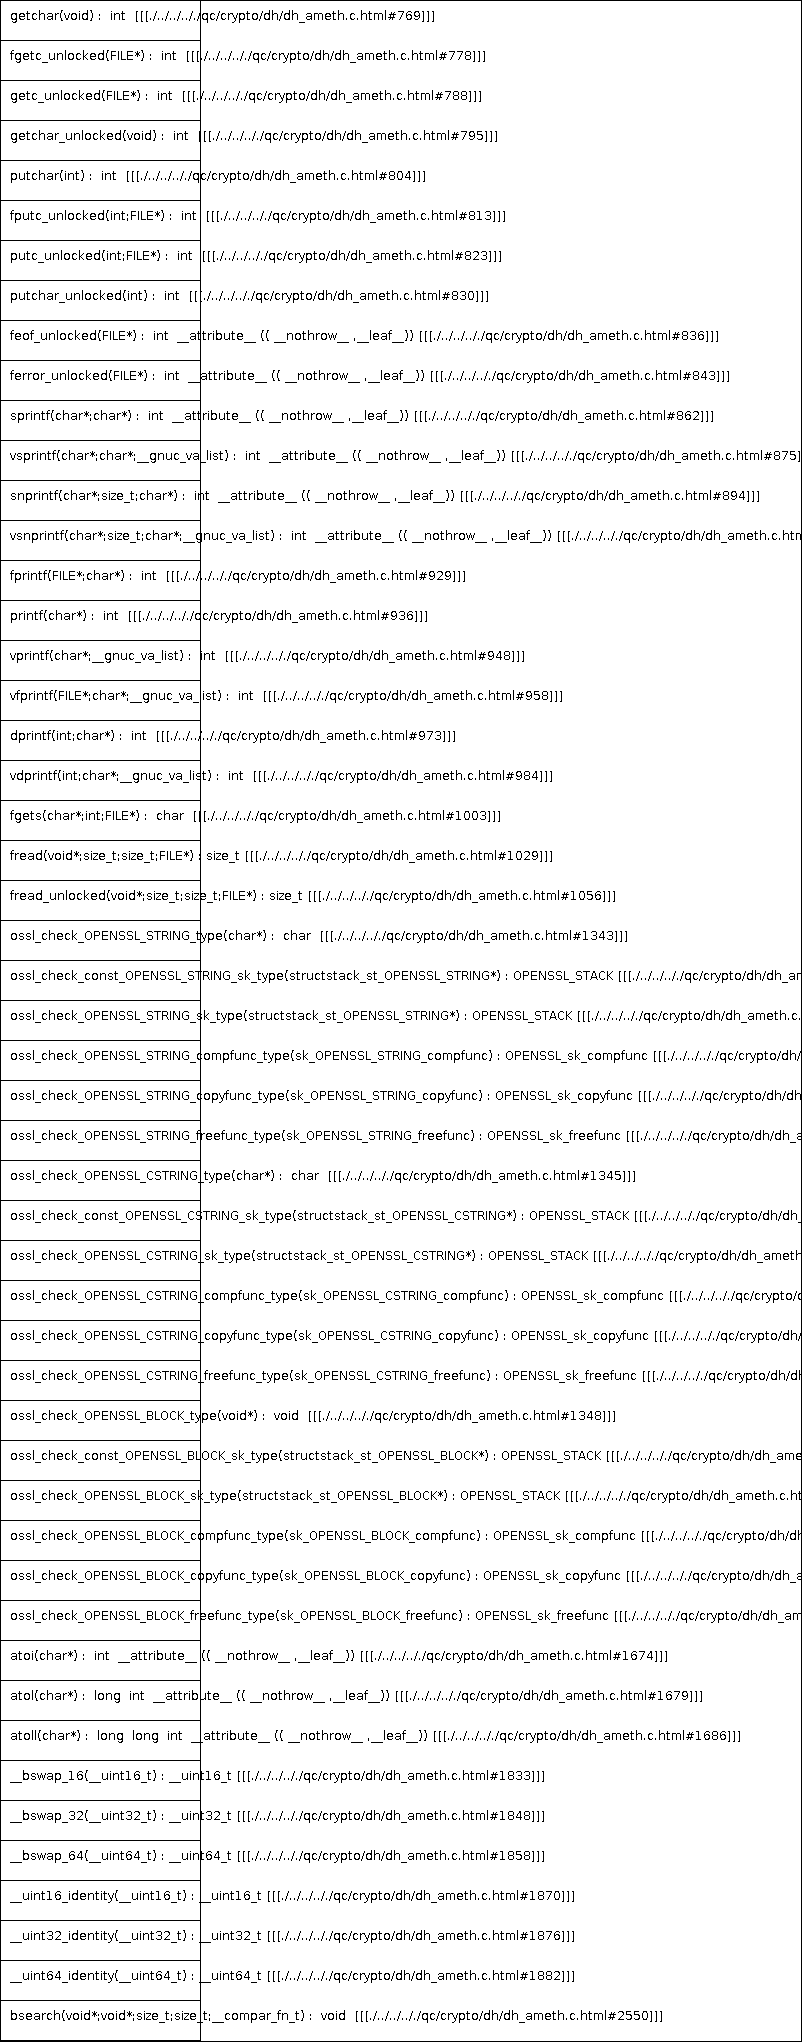 getchar(void) : int [[[./../../.././qc/crypto/dh/dh_ameth.c.html#769]]]
fgetc_unlocked(FILE*) : int [[[./../../.././qc/crypto/dh/dh_ameth.c.html#778]]]
getc_unlocked(FILE*) : int [[[./../../.././qc/crypto/dh/dh_ameth.c.html#788]]]
getchar_unlocked(void) : int [[[./../../.././qc/crypto/dh/dh_ameth.c.html#795]]]
putchar(int) : int [[[./../../.././qc/crypto/dh/dh_ameth.c.html#804]]]
fputc_unlocked(int;FILE*) : int [[[./../../.././qc/crypto/dh/dh_ameth.c.html#813]]]
putc_unlocked(int;FILE*) : int [[[./../../.././qc/crypto/dh/dh_ameth.c.html#823]]]
putchar_unlocked(int) : int [[[./../../.././qc/crypto/dh/dh_ameth.c.html#830]]]
feof_unlocked(FILE*) : int __attribute__ (( __nothrow__ ,__leaf__)) [[[./../../.././qc/crypto/dh/dh_ameth.c.html#836]]]
ferror_unlocked(FILE*) : int __attribute__ (( __nothrow__ ,__leaf__)) [[[./../../.././qc/crypto/dh/dh_ameth.c.html#843]]]
sprintf(char*;char*) : int __attribute__ (( __nothrow__ ,__leaf__)) [[[./../../.././qc/crypto/dh/dh_ameth.c.html#862]]]
vsprintf(char*;char*;__gnuc_va_list) : int __attribute__ (( __nothrow__ ,__leaf__)) [[[./../../.././qc/crypto/dh/dh_ameth.c.html#875]
snprintf(char*;size_t;char*) : int __attribute__ (( __nothrow__ ,__leaf__)) [[[./../../.././qc/crypto/dh/dh_ameth.c.html#894]]]
vsnprintf(char*;size_t;char*;__gnuc_va_list) : int __attribute__ (( __nothrow__ ,__leaf__)) [[[./../../.././qc/crypto/dh/dh_ameth.c.htm
fprintf(FILE*;char*) : int [[[./../../.././qc/crypto/dh/dh_ameth.c.html#929]]]
printf(char*) : int [[[./../../.././qc/crypto/dh/dh_ameth.c.html#936]]]
vprintf(char*;__gnuc_va_list) : int [[[./../../.././qc/crypto/dh/dh_ameth.c.html#948]]]
vfprintf(FILE*;char*;__gnuc_va_list) : int [[[./../../.././qc/crypto/dh/dh_ameth.c.html#958]]]
dprintf(int;char*) : int [[[./../../.././qc/crypto/dh/dh_ameth.c.html#973]]]
vdprintf(int;char*;__gnuc_va_list) : int [[[./../../.././qc/crypto/dh/dh_ameth.c.html#984]]]
fgets(char*;int;FILE*) : char [[[./../../.././qc/crypto/dh/dh_ameth.c.html#1003]]]
fread(void*;size_t;size_t;FILE*) : size_t [[[./../../.././qc/crypto/dh/dh_ameth.c.html#1029]]]
fread_unlocked(void*;size_t;size_t;FILE*) : size_t [[[./../../.././qc/crypto/dh/dh_ameth.c.html#1056]]]
ossl_check_OPENSSL_STRING_type(char*) : char [[[./../../.././qc/crypto/dh/dh_ameth.c.html#1343]]]
ossl_check_const_OPENSSL_STRING_sk_type(structstack_st_OPENSSL_STRING*) : OPENSSL_STACK [[[./../../.././qc/crypto/dh/dh_am
ossl_check_OPENSSL_STRING_sk_type(structstack_st_OPENSSL_STRING*) : OPENSSL_STACK [[[./../../.././qc/crypto/dh/dh_ameth.c.
ossl_check_OPENSSL_STRING_compfunc_type(sk_OPENSSL_STRING_compfunc) : OPENSSL_sk_compfunc [[[./../../.././qc/crypto/dh/
ossl_check_OPENSSL_STRING_copyfunc_type(sk_OPENSSL_STRING_copyfunc) : OPENSSL_sk_copyfunc [[[./../../.././qc/crypto/dh/dh
ossl_check_OPENSSL_STRING_freefunc_type(sk_OPENSSL_STRING_freefunc) : OPENSSL_sk_freefunc [[[./../../.././qc/crypto/dh/dh_a
ossl_check_OPENSSL_CSTRING_type(char*) : char [[[./../../.././qc/crypto/dh/dh_ameth.c.html#1345]]]
ossl_check_const_OPENSSL_CSTRING_sk_type(structstack_st_OPENSSL_CSTRING*) : OPENSSL_STACK [[[./../../.././qc/crypto/dh/dh_
ossl_check_OPENSSL_CSTRING_sk_type(structstack_st_OPENSSL_CSTRING*) : OPENSSL_STACK [[[./../../.././qc/crypto/dh/dh_ameth
ossl_check_OPENSSL_CSTRING_compfunc_type(sk_OPENSSL_CSTRING_compfunc) : OPENSSL_sk_compfunc [[[./../../.././qc/crypto/d
ossl_check_OPENSSL_CSTRING_copyfunc_type(sk_OPENSSL_CSTRING_copyfunc) : OPENSSL_sk_copyfunc [[[./../../.././qc/crypto/dh/
ossl_check_OPENSSL_CSTRING_freefunc_type(sk_OPENSSL_CSTRING_freefunc) : OPENSSL_sk_freefunc [[[./../../.././qc/crypto/dh/dh
ossl_check_OPENSSL_BLOCK_type(void*) : void [[[./../../.././qc/crypto/dh/dh_ameth.c.html#1348]]]
ossl_check_const_OPENSSL_BLOCK_sk_type(structstack_st_OPENSSL_BLOCK*) : OPENSSL_STACK [[[./../../.././qc/crypto/dh/dh_ame
ossl_check_OPENSSL_BLOCK_sk_type(structstack_st_OPENSSL_BLOCK*) : OPENSSL_STACK [[[./../../.././qc/crypto/dh/dh_ameth.c.ht
ossl_check_OPENSSL_BLOCK_compfunc_type(sk_OPENSSL_BLOCK_compfunc) : OPENSSL_sk_compfunc [[[./../../.././qc/crypto/dh/dh
ossl_check_OPENSSL_BLOCK_copyfunc_type(sk_OPENSSL_BLOCK_copyfunc) : OPENSSL_sk_copyfunc [[[./../../.././qc/crypto/dh/dh_a
ossl_check_OPENSSL_BLOCK_freefunc_type(sk_OPENSSL_BLOCK_freefunc) : OPENSSL_sk_freefunc [[[./../../.././qc/crypto/dh/dh_am
atoi(char*) : int __attribute__ (( __nothrow__ ,__leaf__)) [[[./../../.././qc/crypto/dh/dh_ameth.c.html#1674]]]
atol(char*) : long int __attribute__ (( __nothrow__ ,__leaf__)) [[[./../../.././qc/crypto/dh/dh_ameth.c.html#1679]]]
atoll(char*) : long long int __attribute__ (( __nothrow__ ,__leaf__)) [[[./../../.././qc/crypto/dh/dh_ameth.c.html#1686]]]
__bswap_16(__uint16_t) : __uint16_t [[[./../../.././qc/crypto/dh/dh_ameth.c.html#1833]]]
__bswap_32(__uint32_t) : __uint32_t [[[./../../.././qc/crypto/dh/dh_ameth.c.html#1848]]]
__bswap_64(__uint64_t) : __uint64_t [[[./../../.././qc/crypto/dh/dh_ameth.c.html#1858]]]
__uint16_identity(__uint16_t) : __uint16_t [[[./../../.././qc/crypto/dh/dh_ameth.c.html#1870]]]
__uint32_identity(__uint32_t) : __uint32_t [[[./../../.././qc/crypto/dh/dh_ameth.c.html#1876]]]
__uint64_identity(__uint64_t) : __uint64_t [[[./../../.././qc/crypto/dh/dh_ameth.c.html#1882]]]
bsearch(void*;void*;size_t;size_t;__compar_fn_t) : void [[[./../../.././qc/crypto/dh/dh_ameth.c.html#2550]]]